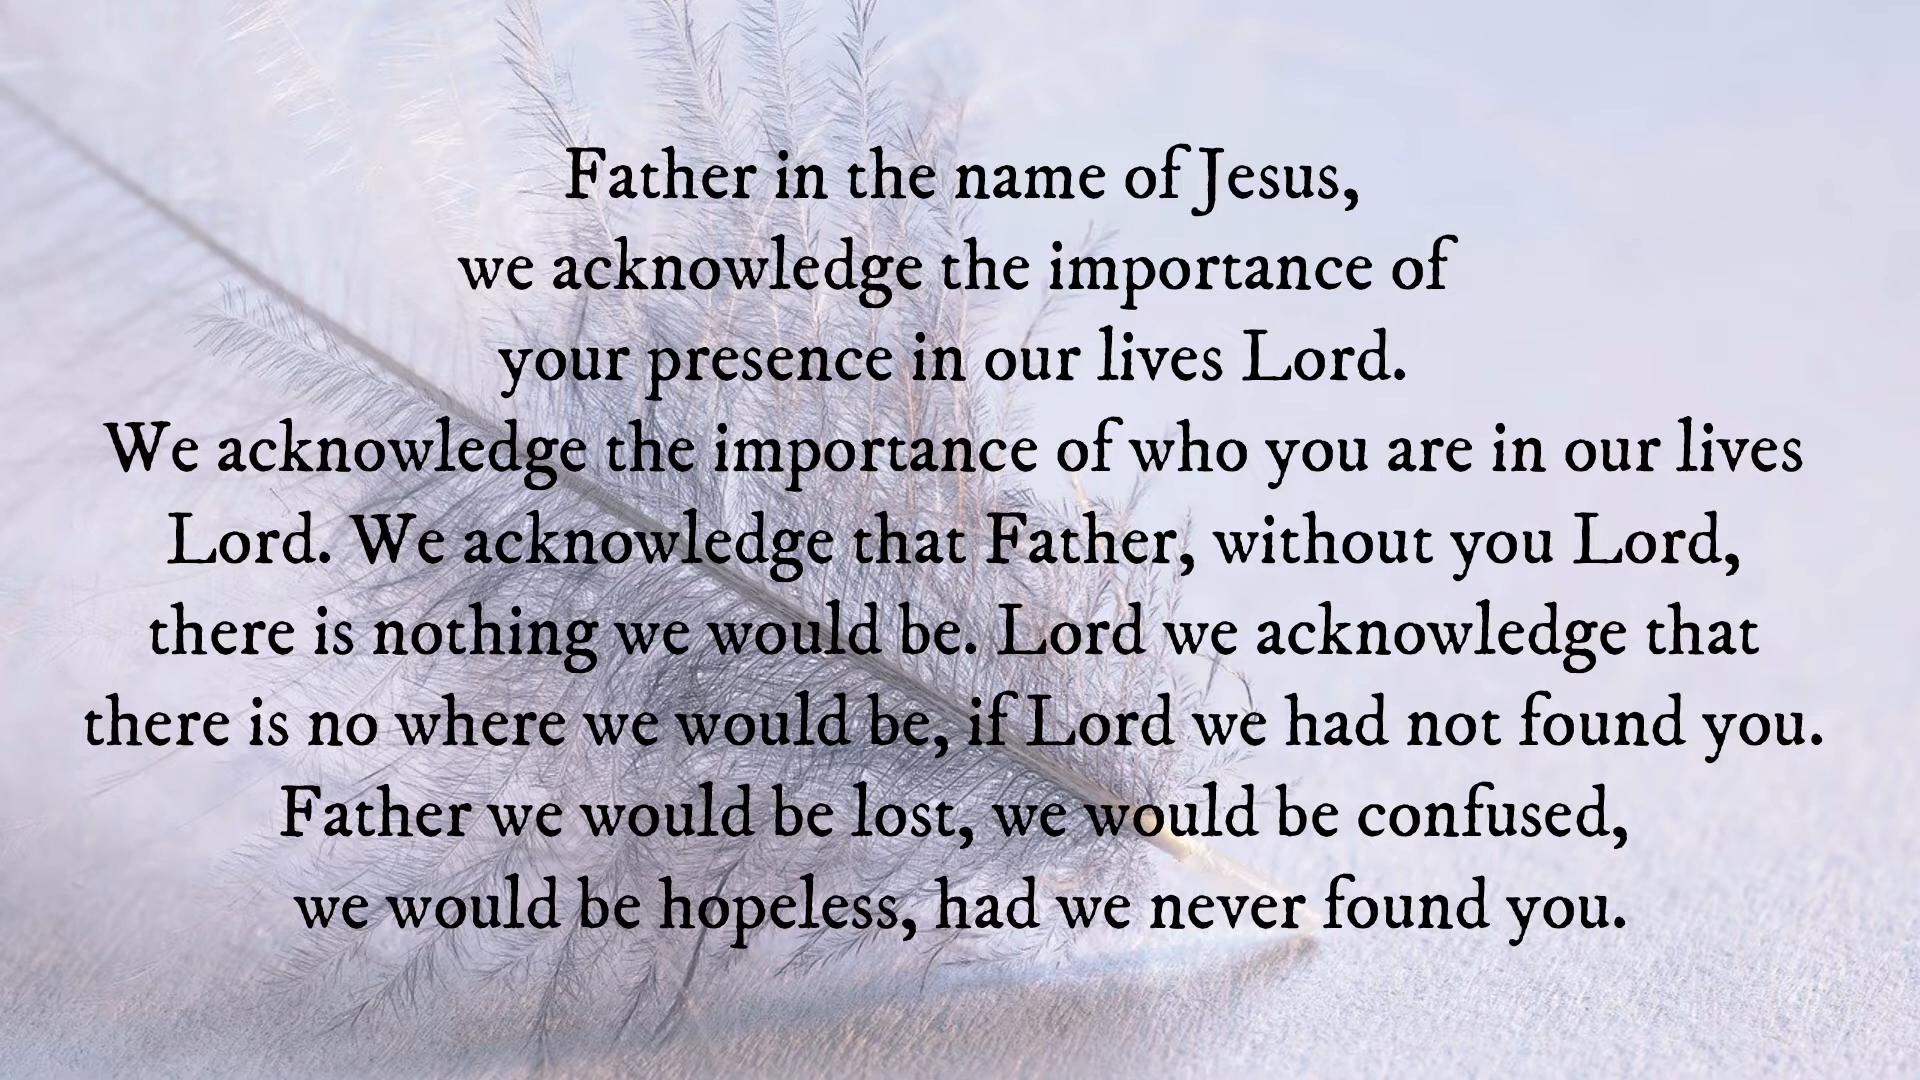 Father in the name of Jesus,
we acknowledge the importance of
your presence in our lives Lord.
We acknowledge the importance of who you are in our lives
Lord. We acknowledge that Father, without you Lord,
there is nothing we would be. Lord we acknowledge that
there is no where we would be, if Lord we had not found you.
Father we would be lost, we would be confused,
we would be hopeless, had we never found you.